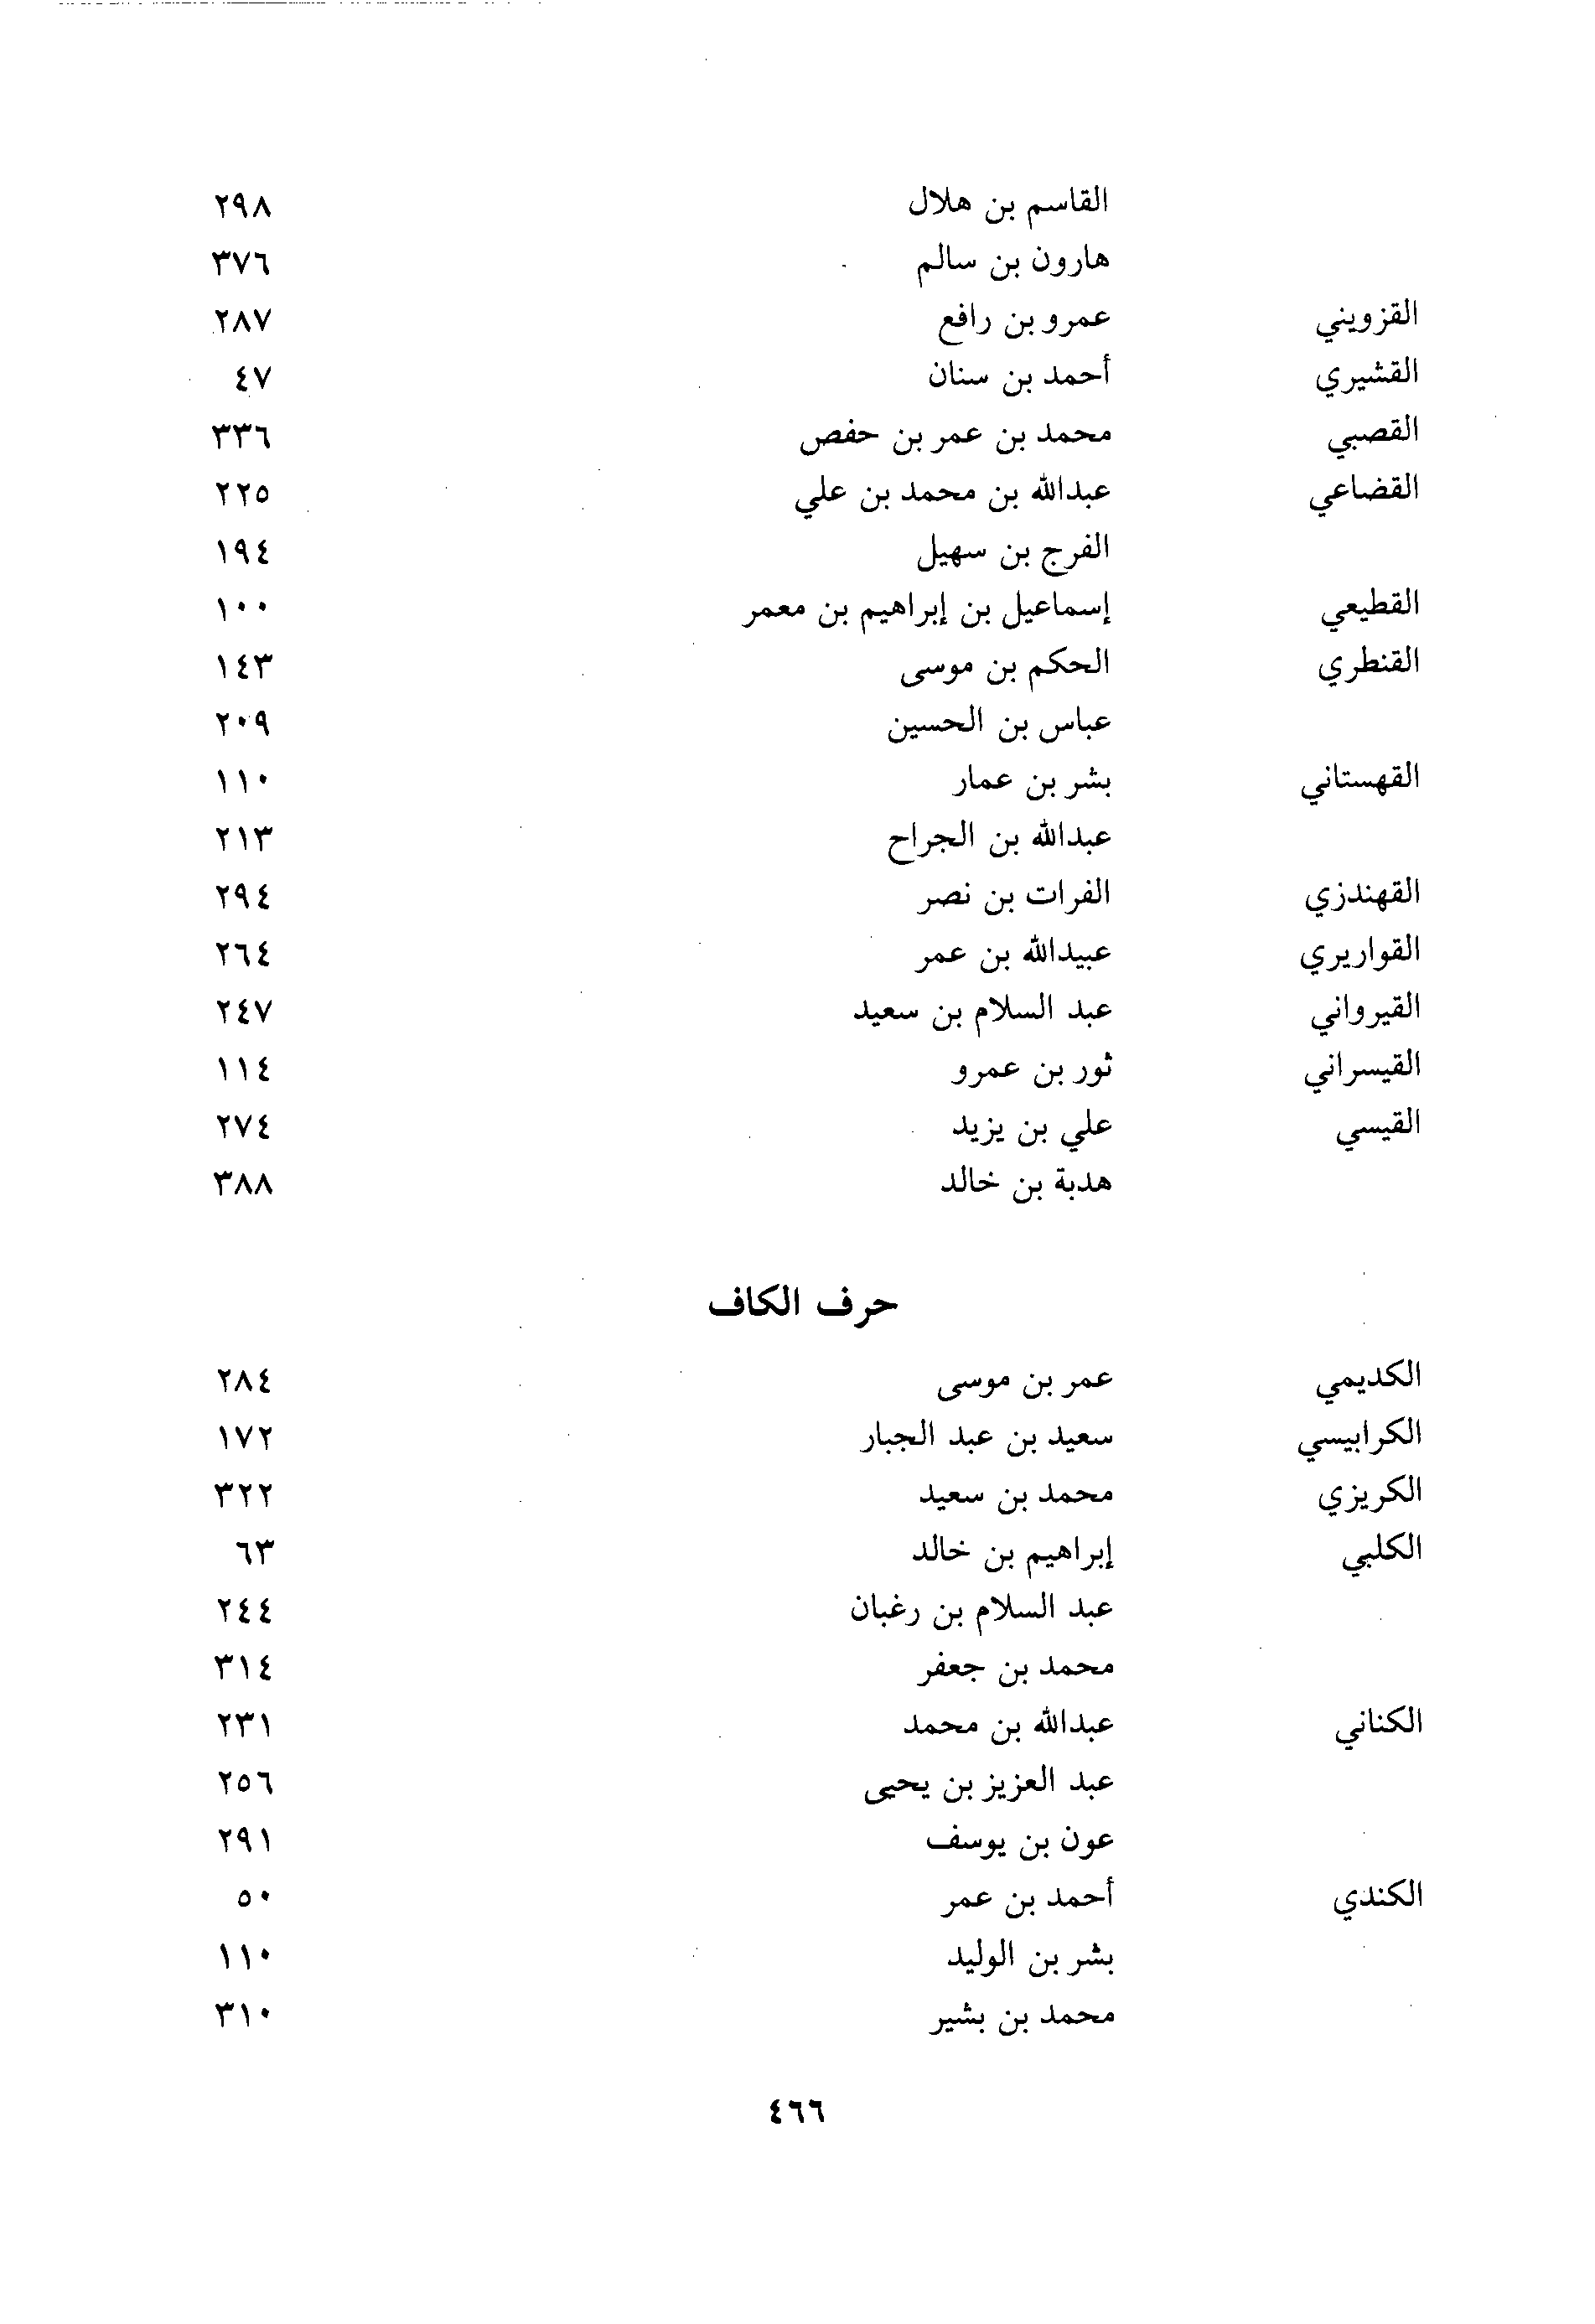 القاسم بن هلال ٢٩٨
هارون بن سالم ٣٧٦
القزويني عمرو بن رافع ٢٨٧
القشيري أحمد بن سنان ٤٧
القصبي محمد بن عمر بن حفص ٣٣٦
القضاعي عبدالله بن محمد بن علي ٢٢٥
الفرج بن سهيل ١٩٤
القطيعي إسماعيل بن إبراهيم بن معمر ١٠٠
القنطري الحكم بن موسى ١٤٣
عباس بن الحسين ٢٠٩
القهستاني بشر بن عمار ١١٠
عبدالله بن الجراح ٢١٣
القهندزي الفرات بن نصر ٢٩٤
القواريري عبيدالله بن عمر ٢٦٤
القيرواني عبد السلام بن سعيد ٢٤٧
القيسراني ثور بن عمرو ١١٤
القيسي علي بن يزيد ٢٧٤
هدبة بن خالد ٣٨٨
حرف الكاف
الكديمي عمر بن موسى ٢٨٤
الكرابيسي سعيد بن عبد الجبار ١٧٢
الكريزي محمد بن سعيد ٣٢٢
الكلبي إبراهيم بن خالد ٦٣
عبد السلام بن رغبان ٢٤٤
محمد بن جعفر ٣١٤
الكناني عبدالله بن محمد ٢٣١
عبد العزيز بن يحيى ٢٥٦
عون بن يوسف ٢٩١
الكندي أحمد بن عمر ٥٠
بشر بن الوليد ١١٠
محمد بن بشير ٣١٠
٤٦٦